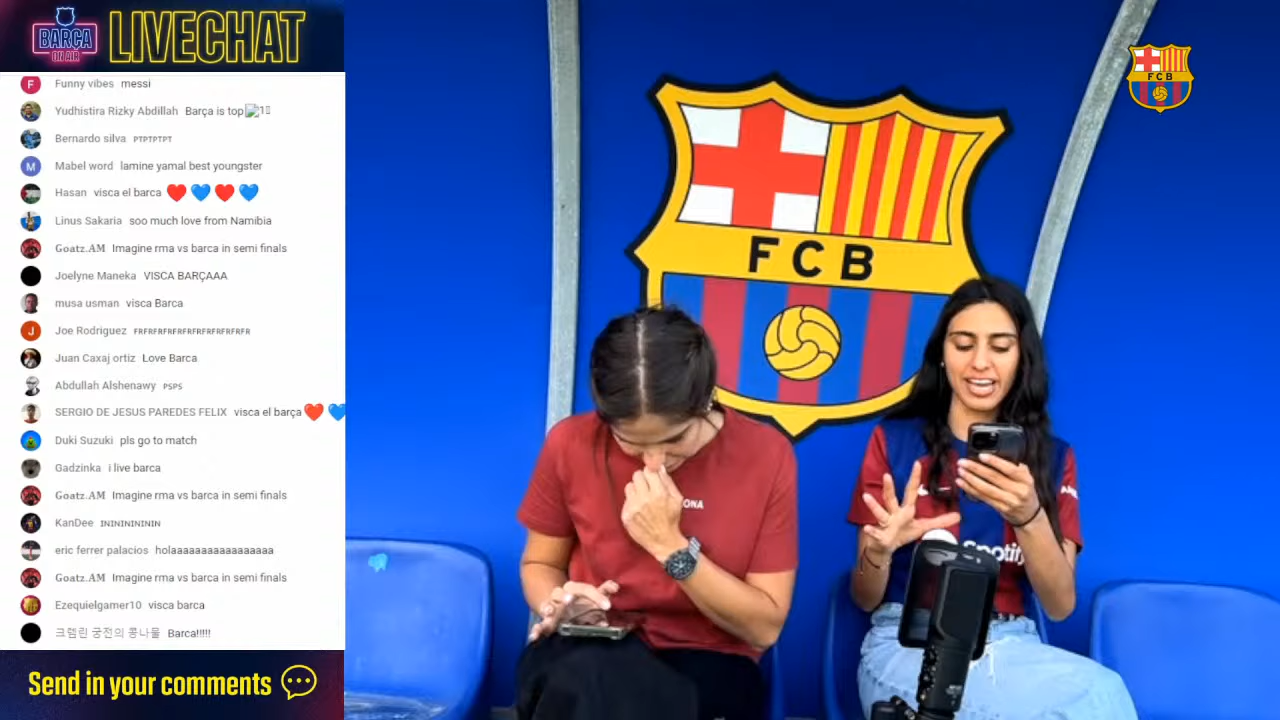 BARÇA
ON AIR
LIVECHAT
Funny vibes messi
Yudhistira Rizky Abdillah Barça is top
Bernardo silva ᴘᴛᴘᴛᴘᴛᴘᴛ
Mabel word lamine yamal best youngster
Hasan visca el barca ❤️💙❤️💙
Linus Sakaria soo much love from Namibia
Goatz.AM Imagine rma vs barca in semi finals
Joelyne Maneka VISCA BARÇAAA
musa usman visca Barca
Joe Rodriguez ꜰʀꜰʀꜰʀꜰʀꜰʀꜰʀꜰʀꜰʀꜰʀꜰʀ
Juan Caxaj ortiz Love Barca
Abdullah Alshenawy ᴘꜱᴘꜱ
SERGIO DE JESUS PAREDES FELIX visca el barça ❤️💙
Duki Suzuki pls go to match
Gadzinka i live barca
Goatz.AM Imagine rma vs barca in semi finals
KanDee ɪɴɪɴɪɴɪɴɪɴɪɴ
eric ferrer palacios holaaaaaaaaaaaaaaaaa
Goatz.AM Imagine rma vs barca in semi finals
Ezequielgamer10 visca barca
크렘린 궁전의 콩나물 Barca!!!!!
Send in your comments
FCB
FCB
Spotify